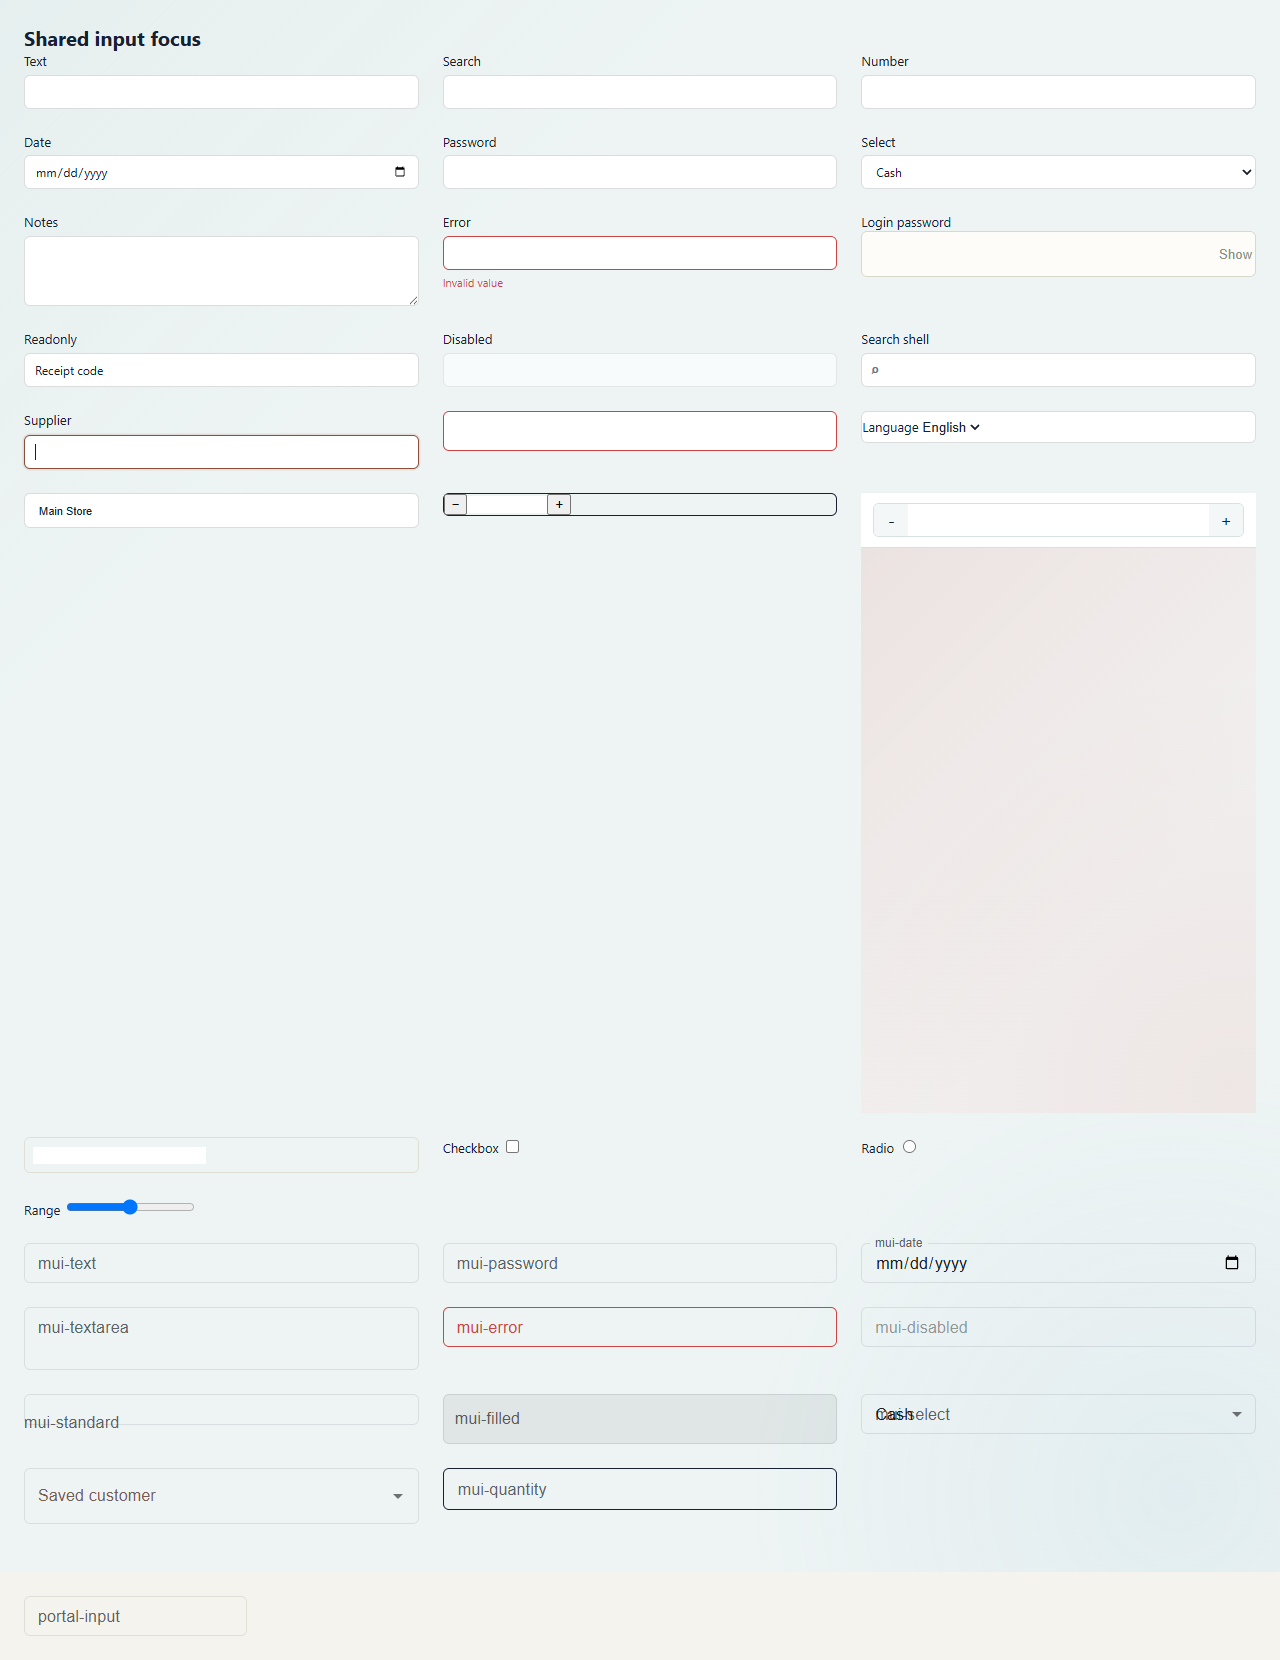 Shared input focus
Text
Search
Number
Date
Password
Select
mm/dd/yyyy
Cash
Notes
Error
Login password
Show
Invalid value
Readonly
Disabled
Search shell
Receipt code
Supplier
Language English
Main Store
−
+
-
+
Checkbox
Radio
Range
mui-text
mui-password
mui-date
mm/dd/yyyy
mui-textarea
mui-error
mui-disabled
mui-standard
mui-filled
mui-select
Cash
Saved customer
mui-quantity
portal-input